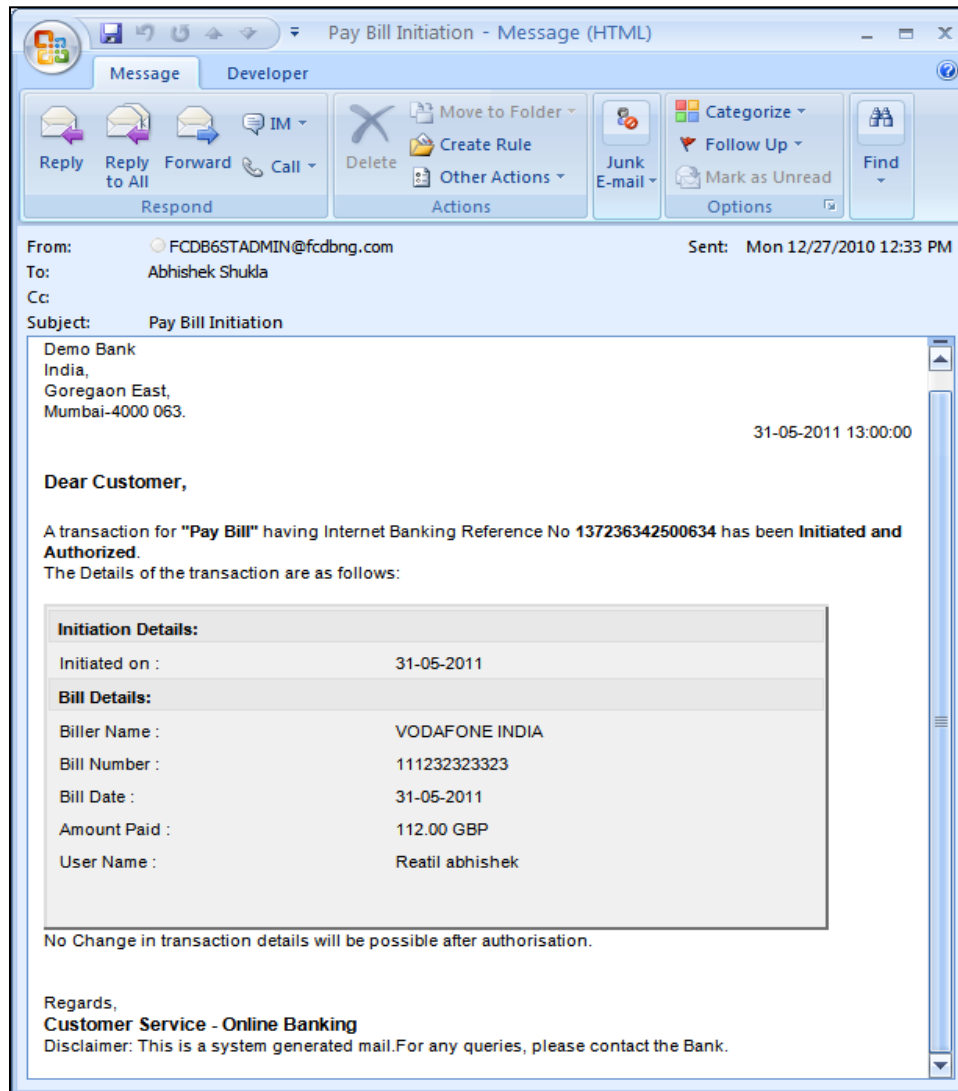 Pay Bill Initiation - Message (HTML)
Message Developer
Reply
Reply to All
Forward
IM
Call
Respond
Delete
Move to Folder
Create Rule
Other Actions
Actions
Junk E-mail
Categorize
Follow Up
Mark as Unread
Options
Find
From: FCDB6STADMIN@fcdbng.com Sent: Mon 12/27/2010 12:33 PM
To: Abhishek Shukla
Cc:
Subject: Pay Bill Initiation
Demo Bank
India,
Goregaon East,
Mumbai-4000 063.
31-05-2011 13:00:00
Dear Customer,
A transaction for "Pay Bill" having Internet Banking Reference No 137236342500634 has been Initiated and
Authorized.
The Details of the transaction are as follows:
Initiation Details:
Initiated on : 31-05-2011
Bill Details:
Biller Name : VODAFONE INDIA
Bill Number : 111232323323
Bill Date : 31-05-2011
Amount Paid : 112.00 GBP
User Name : Reatil abhishek
No Change in transaction details will be possible after authorisation.
Regards,
Customer Service - Online Banking
Disclaimer: This is a system generated mail.For any queries, please contact the Bank.